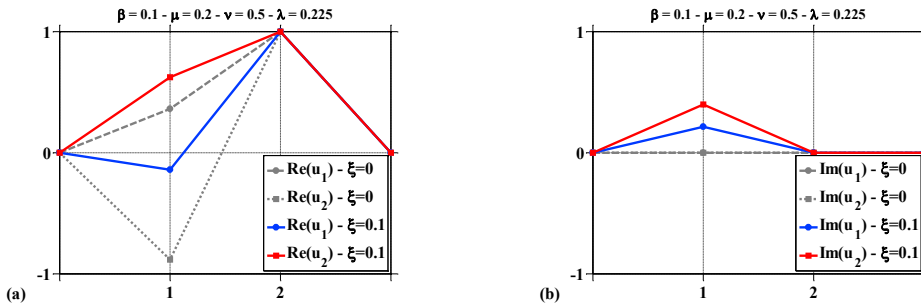 β = 0.1 - μ = 0.2 - ν = 0.5 - λ = 0.225
1
0
-1
1
2
Re(u1) - ξ=0
Re(u2) - ξ=0
Re(u1) - ξ=0.1
Re(u2) - ξ=0.1
(a)
β = 0.1 - μ = 0.2 - ν = 0.5 - λ = 0.225
1
0
-1
1
2
Im(u1) - ξ=0
Im(u2) - ξ=0
Im(u1) - ξ=0.1
Im(u2) - ξ=0.1
(b)